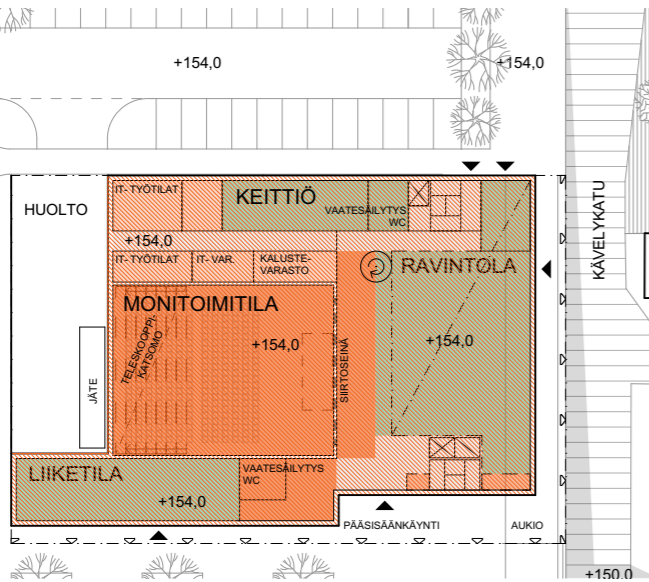 +154,0
+154,0
IT- TYÖTILAT
KEITTIÖ
HUOLTO
VAATESÄILYTYS
WC
+154,0
IT- TYÖTILAT
IT- VAR.
KALUSTE-
VARASTO
RAVINTOLA
KÄVELYKATU
MONITOIMITILA
+154,0
+154,0
TELESKOOPPI-
KATSOMO
SIIRTOSEINÄ
JÄTE
LIIKETILA
VAATESÄILYTYS
WC
+154,0
PÄÄSISÄÄNKÄYNTI
AUKIO
+150,0